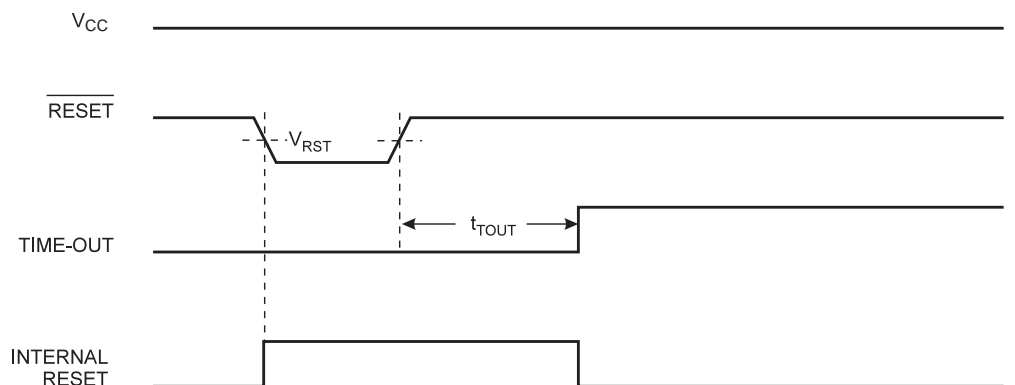 VCC
RESET
VRST
tTOUT
TIME-OUT
INTERNAL
RESET